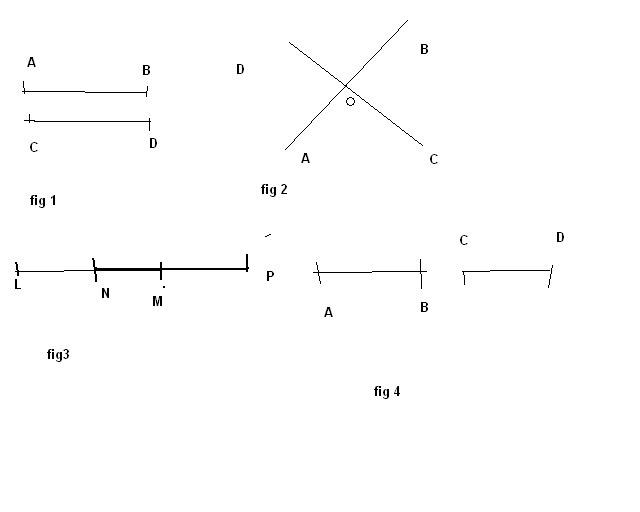 A B
C D
fig 1
D B
O
A C
fig 2
L N M P
fig3
C D
A B
fig 4